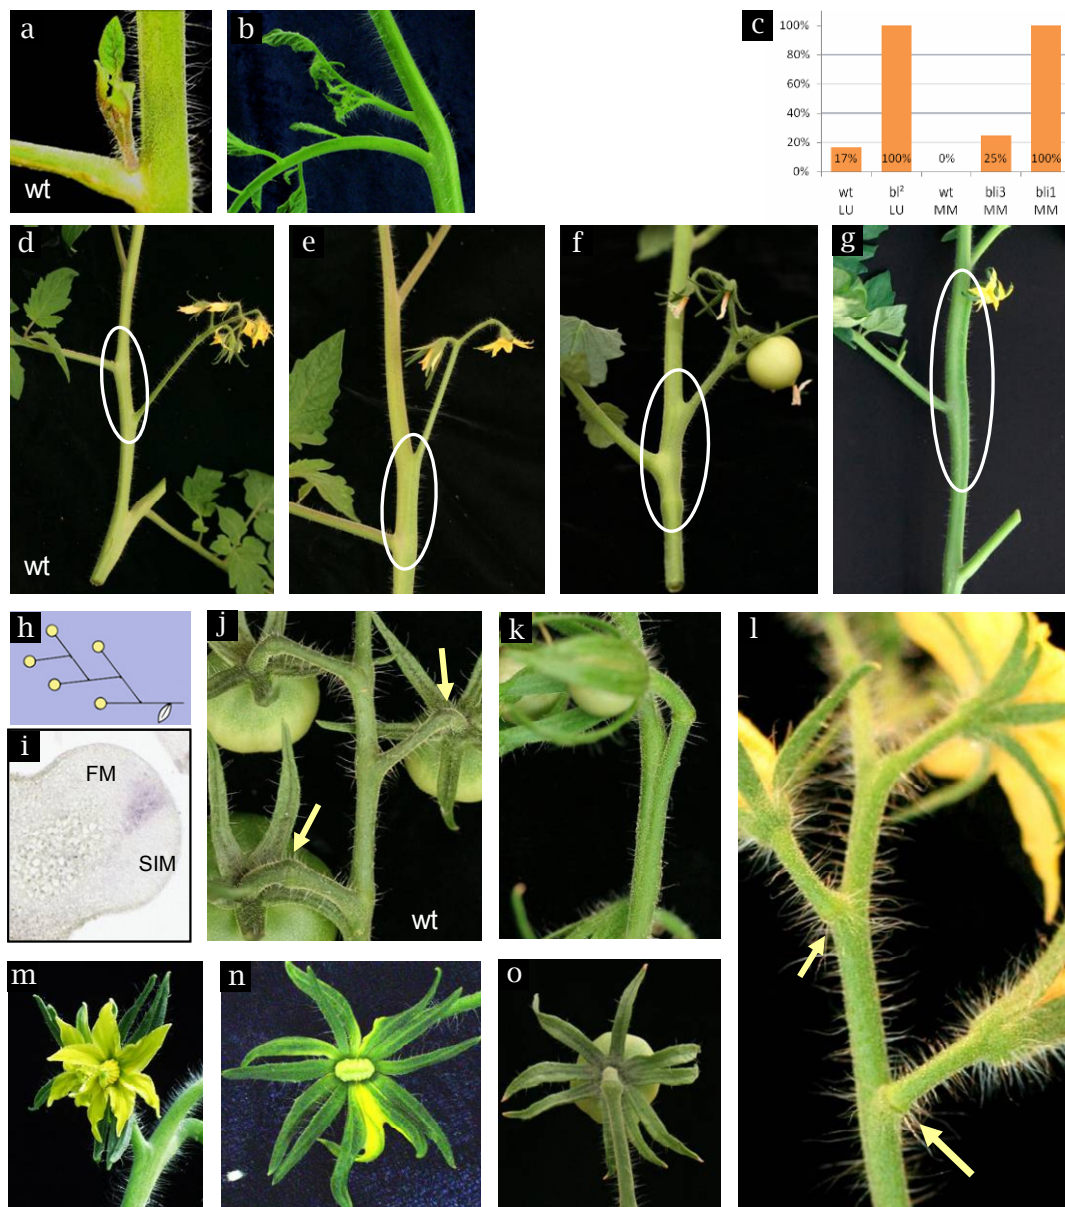 a
wt
b
c
100%
80%
60%
40%
20%
0%
17%
100%
0%
25%
100%
wt bl² wt bli3 bli1
LU LU MM MM MM
d
wt
e
f
g
h
i
FM
SIM
j
wt
k
l
m
n
o